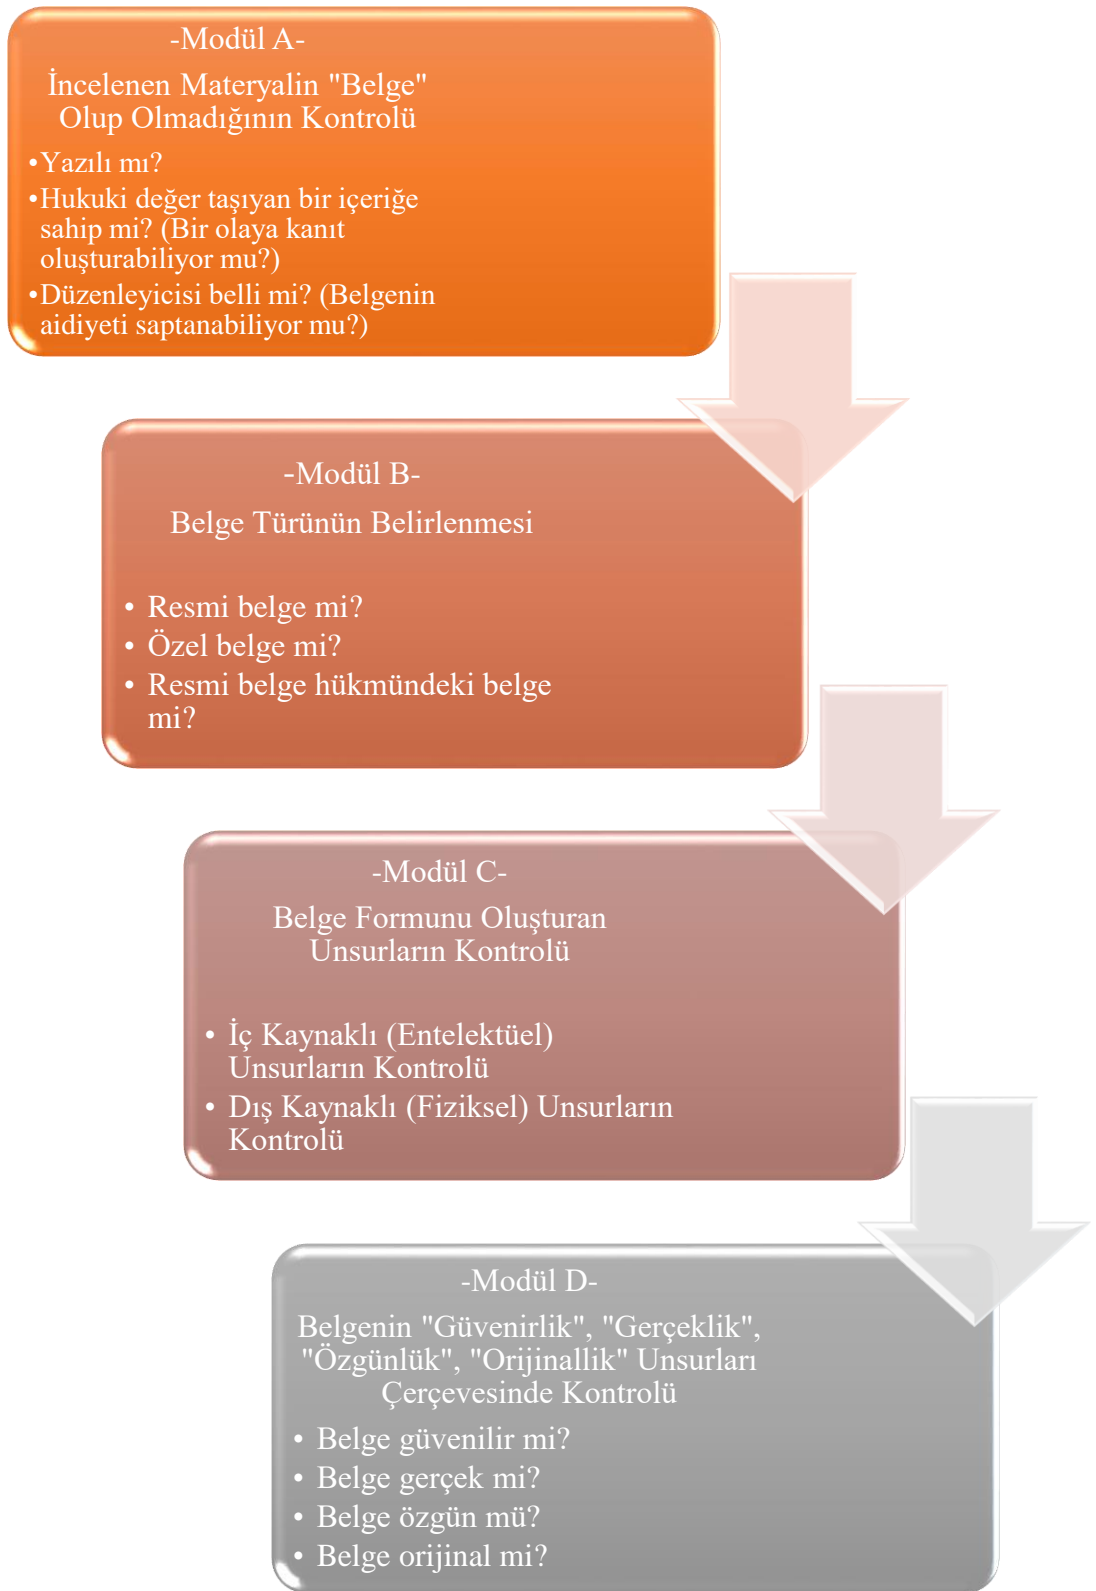 -Modül A-
İncelenen Materyalin "Belge"
Olup Olmadığının Kontrolü
•Yazılı mı?
•Hukuki değer taşıyan bir içeriğe
sahip mi? (Bir olaya kanıt
oluşturabiliyor mu?)
•Düzenleyicisi belli mi? (Belgenin
aidiyeti saptanabiliyor mu?)
-Modül B-
Belge Türünün Belirlenmesi
• Resmi belge mi?
• Özel belge mi?
• Resmi belge hükmündeki belge
mi?
-Modül C-
Belge Formunu Oluşturan
Unsurların Kontrolü
• İç Kaynaklı (Entelektüel)
Unsurların Kontrolü
• Dış Kaynaklı (Fiziksel) Unsurların
Kontrolü
-Modül D-
Belgenin "Güvenirlik", "Gerçeklik",
"Özgünlük", "Orijinallik" Unsurları
Çerçevesinde Kontrolü
• Belge güvenilir mi?
• Belge gerçek mi?
• Belge özgün mü?
• Belge orijinal mi?